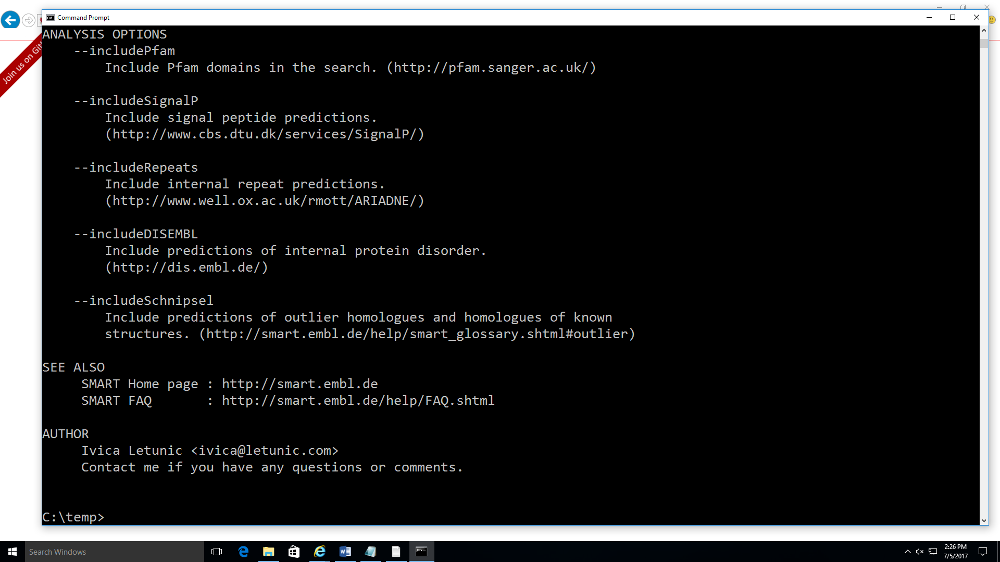 Command Prompt
Join us on Git
ANALYSIS OPTIONS
--includePfam
Include Pfam domains in the search. (http://pfam.sanger.ac.uk/)
--includeSignalP
Include signal peptide predictions.
(http://www.cbs.dtu.dk/services/SignalP/)
--includeRepeats
Include internal repeat predictions.
(http://www.well.ox.ac.uk/rmott/ARIADNE/)
--includeDISEMBL
Include predictions of internal protein disorder.
(http://dis.embl.de/)
--includeSchnipsel
Include predictions of outlier homologues and homologues of known
structures. (http://smart.embl.de/help/smart_glossary.shtml#outlier)
SEE ALSO
SMART Home page : http://smart.embl.de
SMART FAQ : http://smart.embl.de/help/FAQ.shtml
AUTHOR
Ivica Letunic <ivica@letunic.com>
Contact me if you have any questions or comments.
C:\temp>
Search Windows
2:26 PM
7/5/2017